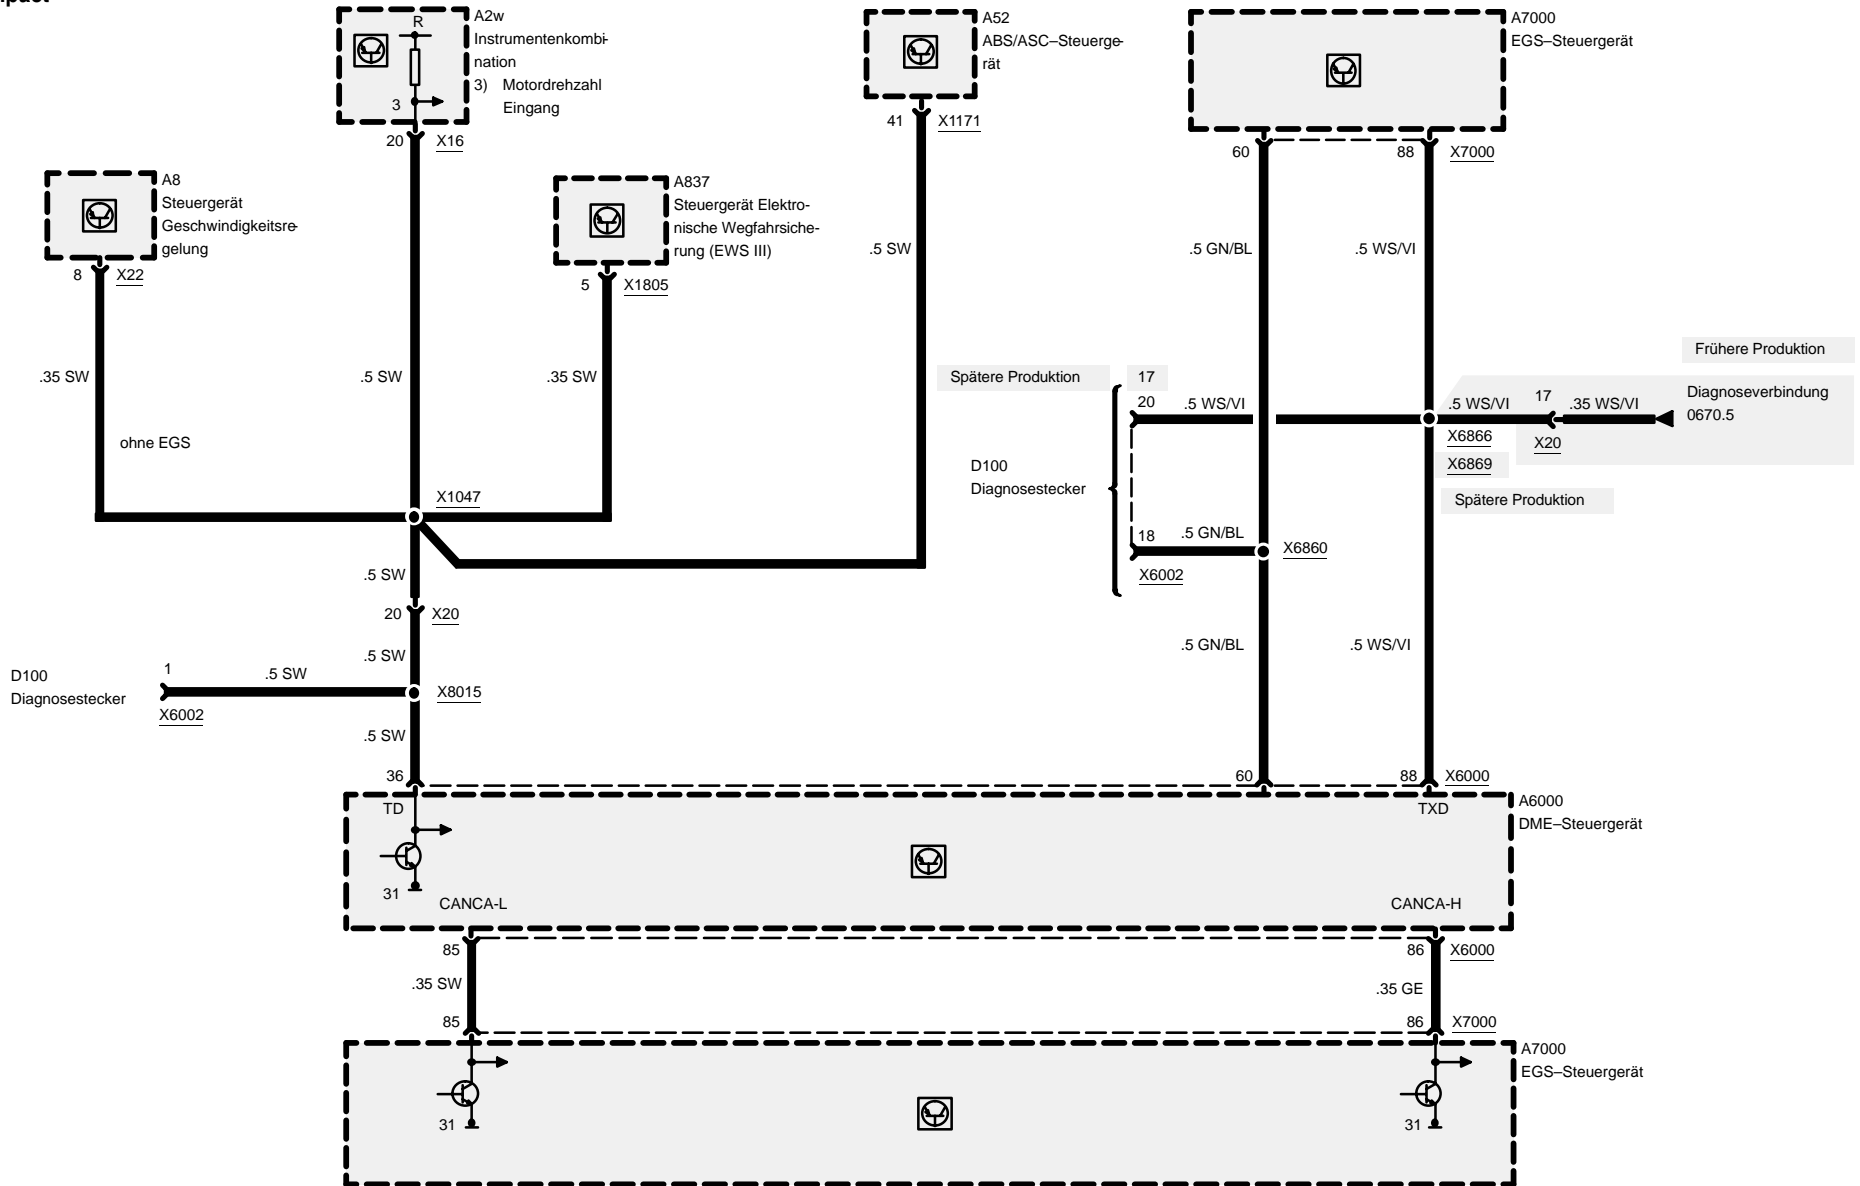 A2w
R
Instrumentenkombi-
nation
3) Motordrehzahl
Eingang
3
20 X16
A52
ABS/ASC–Steuerge-
rät
41 X1171
A7000
EGS–Steuergerät
60 88 X7000
A8
Steuergerät
Geschwindigkeitsre-
gelung
8 X22
A837
Steuergerät Elektro-
nische Wegfahrsiche-
rung (EWS III)
5 X1805
.5 SW
.5 GN/BL
.5 WS/VI
.35 SW
.5 SW
.35 SW
ohne EGS
X1047
Spätere Produktion 17
20 .5 WS/VI
Frühere Produktion
.5 WS/VI 17 .35 WS/VI
Diagnoseverbindung
0670.5
X6866
X20
X6869
Spätere Produktion
D100
Diagnosestecker
18 .5 GN/BL
X6860
X6002
.5 SW
20 X20
.5 SW
.5 GN/BL
.5 WS/VI
D100
Diagnosestecker
1 .5 SW
X8015
X6002
.5 SW
36 60 88 X6000
TD TXD
A6000
DME–Steuergerät
31
CANCA-L CANCA-H
85 86 X6000
.35 SW .35 GE
85 86 X7000
A7000
EGS–Steuergerät
31 31